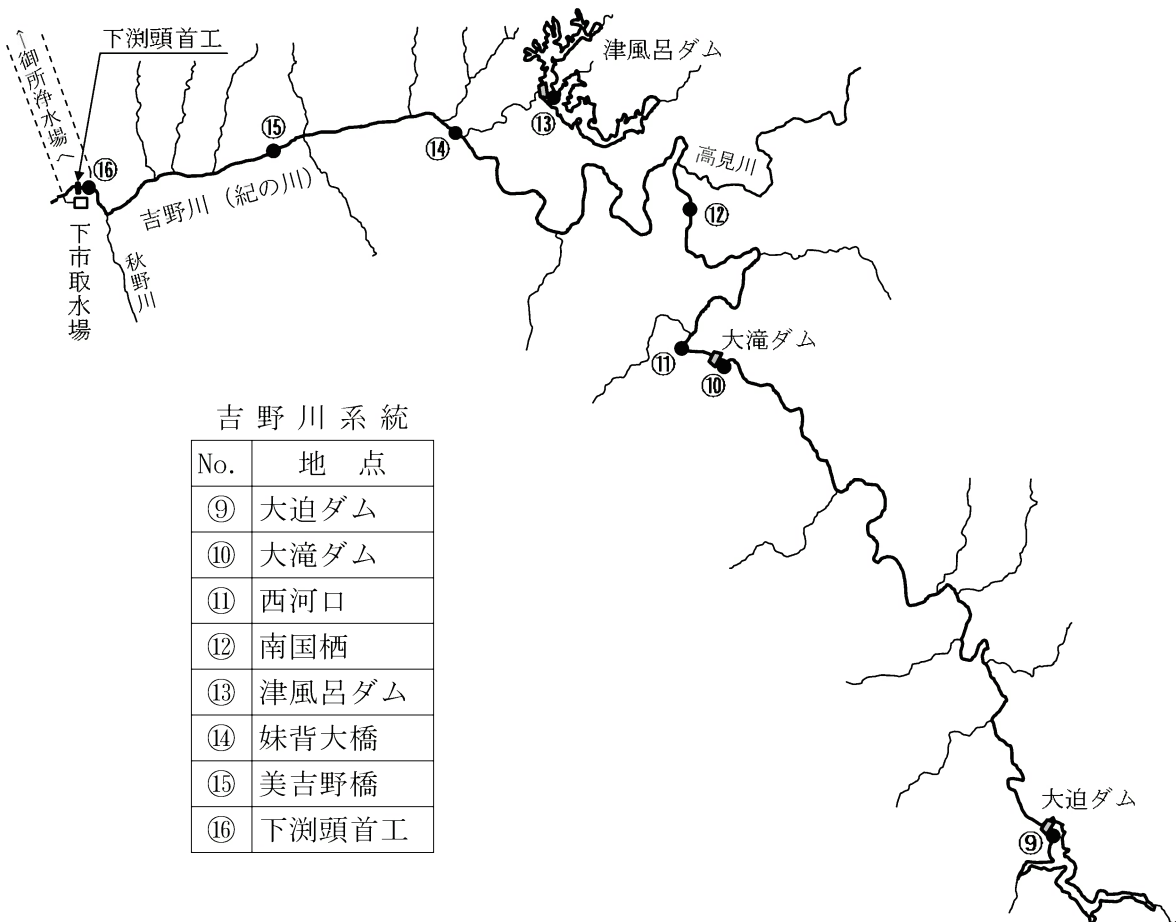 下渕頭首工
←御所浄水場へ
津風呂ダム
⑬
⑮
⑭
⑯
高見川
吉野川（紀の川）
⑫
下市取水場
秋野川
大滝ダム
⑪
⑩
吉野川系統
No. 地点
⑨ 大迫ダム
⑩ 大滝ダム
⑪ 西河口
⑫ 南国栖
⑬ 津風呂ダム
⑭ 妹背大橋
⑮ 美吉野橋
⑯ 下渕頭首工
大迫ダム
⑨